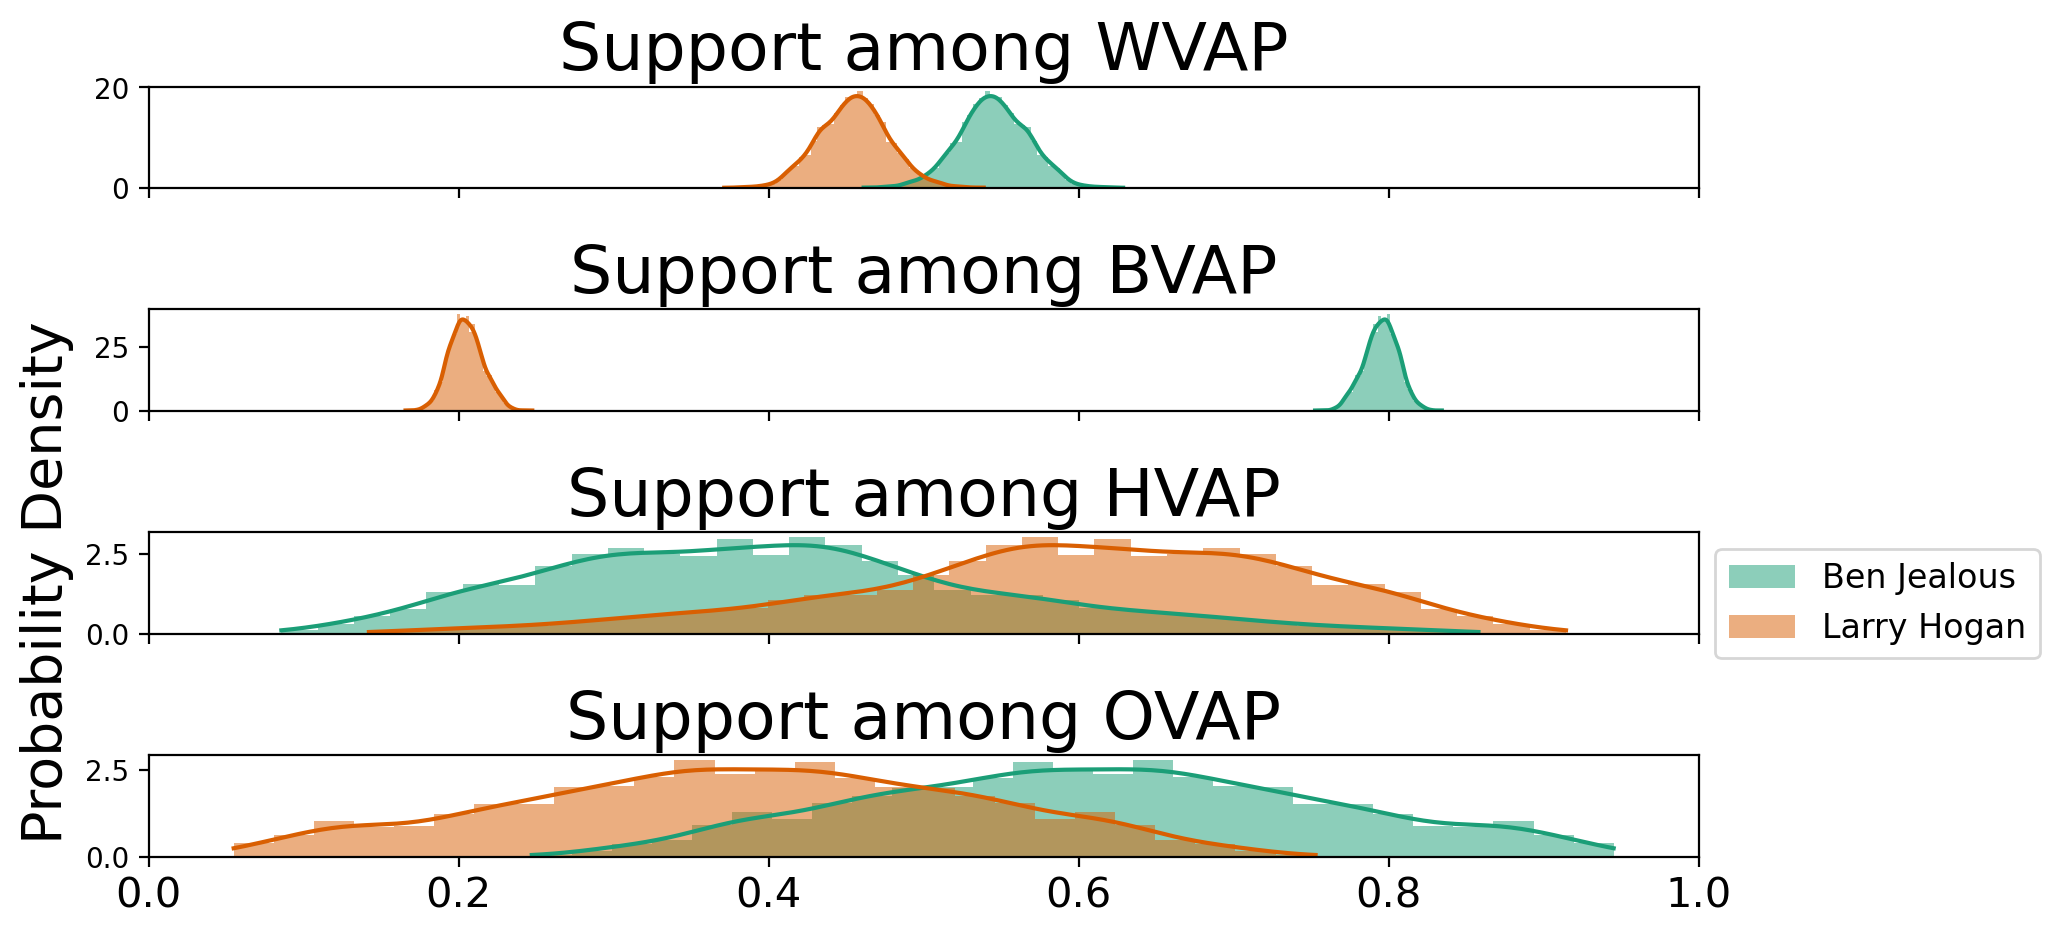 Support among WVAP
20
0
Support among BVAP
25
0
Support among HVAP
2.5
0.0
Support among OVAP
2.5
0.0
0.0 0.2 0.4 0.6 0.8 1.0
Probability Density
Ben Jealous
Larry Hogan